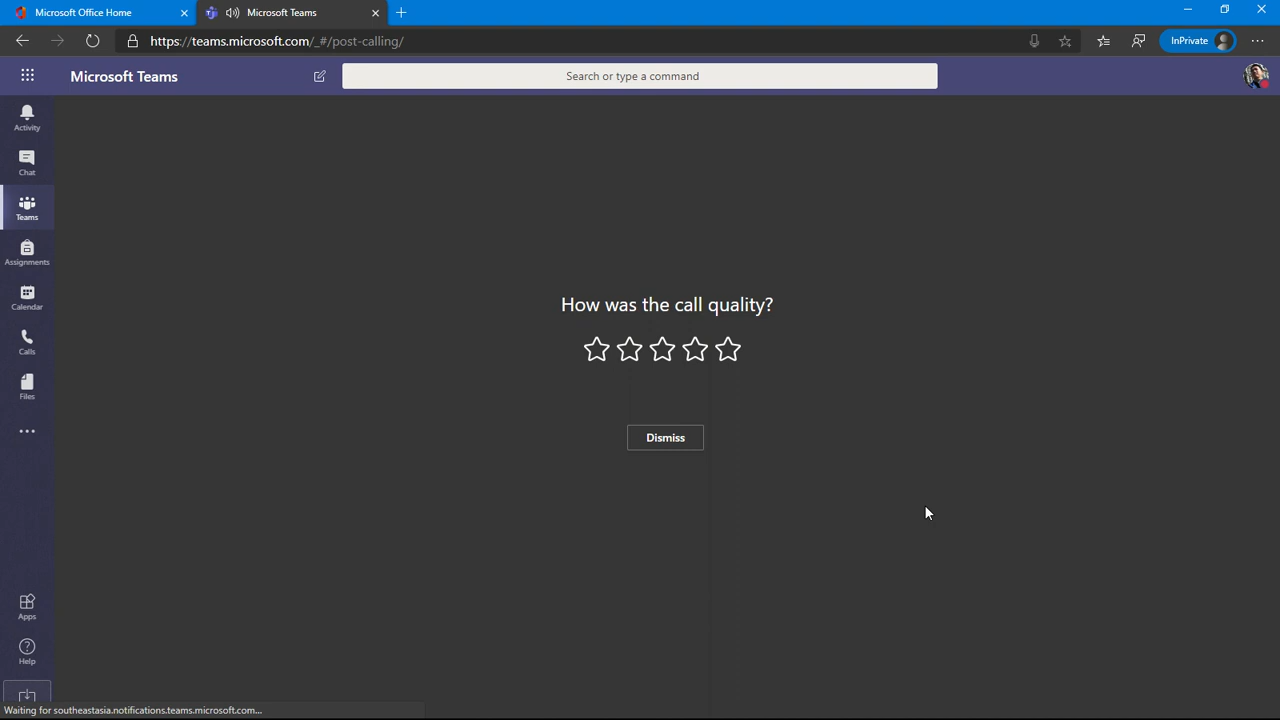 Microsoft Office Home
Microsoft Teams
https://teams.microsoft.com/_#/post-calling/
InPrivate
Microsoft Teams
Search or type a command
Activity
Chat
Teams
Assignments
Calendar
Calls
Files
Apps
Help
How was the call quality?
Dismiss
Waiting for southeastasia.notifications.teams.microsoft.com...